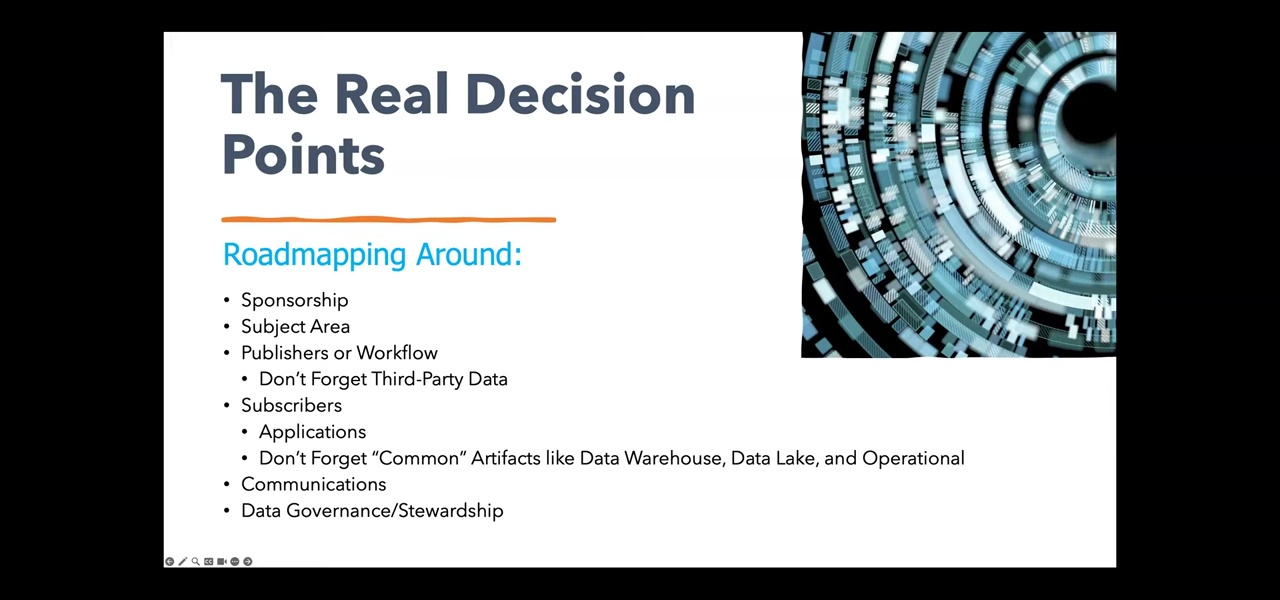 The Real Decision
Points
Roadmapping Around:
• Sponsorship
• Subject Area
• Publishers or Workflow
• Don’t Forget Third-Party Data
• Subscribers
• Applications
• Don’t Forget “Common” Artifacts like Data Warehouse, Data Lake, and Operational
• Communications
• Data Governance/Stewardship